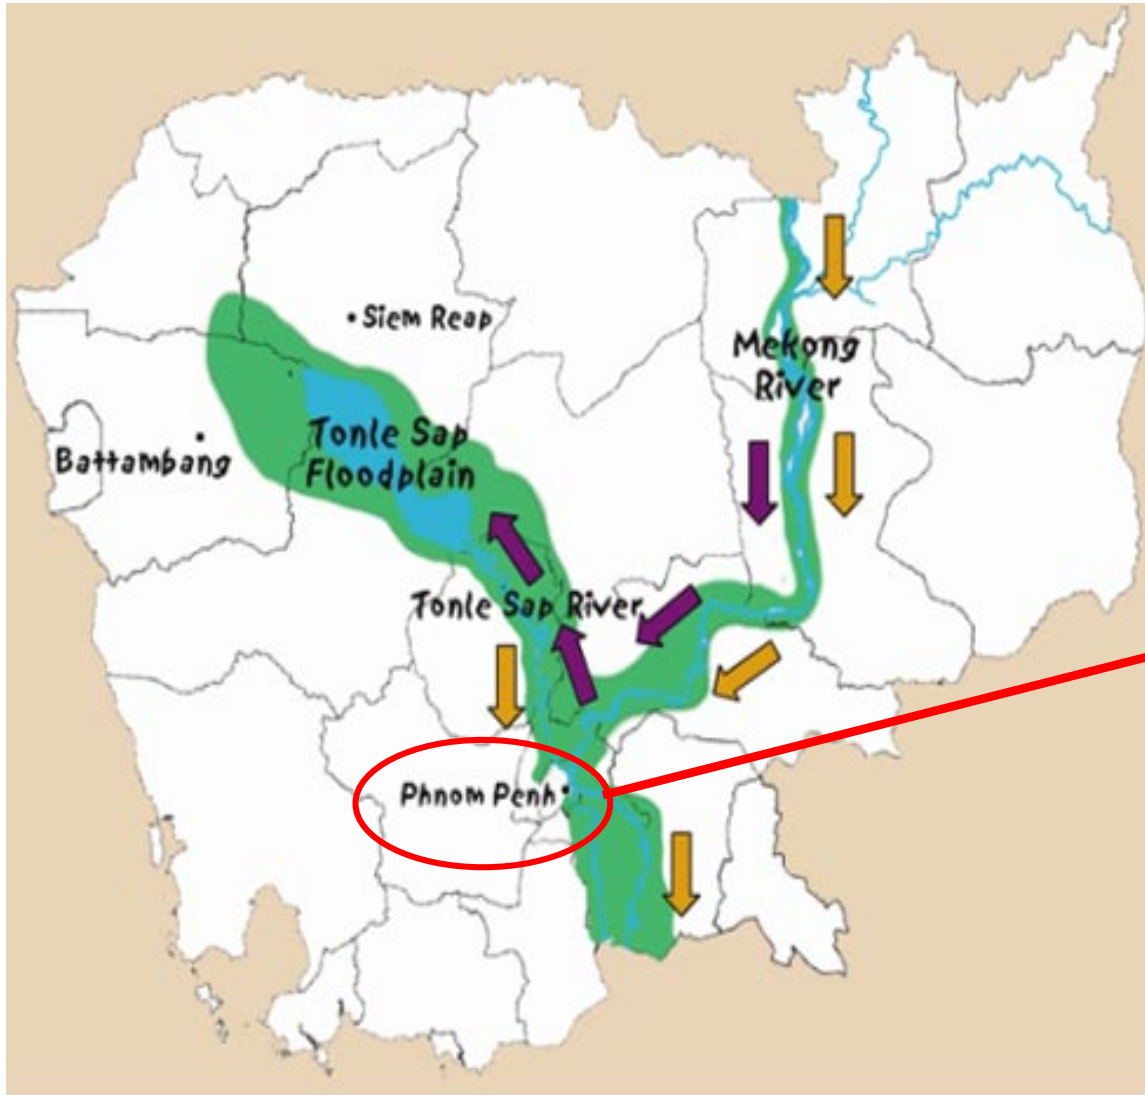 Siem Reap
Mekong
River
Tonle Sap
Floodplain
Battambang
Tonle Sap River
Phnom Penh